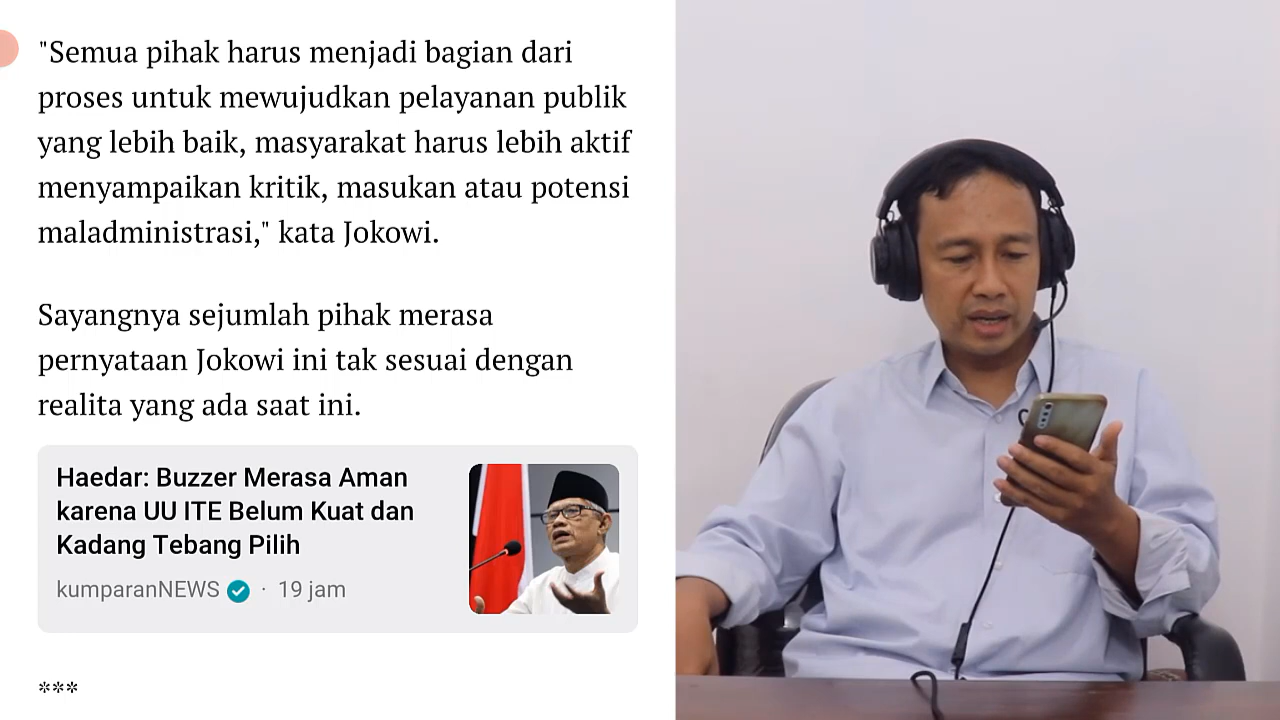 "Semua pihak harus menjadi bagian dari
proses untuk mewujudkan pelayanan publik
yang lebih baik, masyarakat harus lebih aktif
menyampaikan kritik, masukan atau potensi
maladministrasi," kata Jokowi.
Sayangnya sejumlah pihak merasa
pernyataan Jokowi ini tak sesuai dengan
realita yang ada saat ini.
Haedar: Buzzer Merasa Aman
karena UU ITE Belum Kuat dan
Kadang Tebang Pilih
kumparanNEWS · 19 jam
***